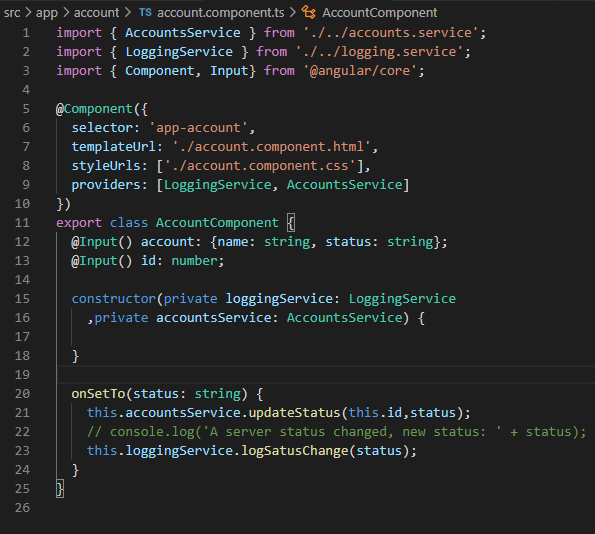 src > app > account > TS account.component.ts > AccountComponent
1 import { AccountsService } from './../accounts.service';
2 import { LoggingService } from './../logging.service';
3 import { Component, Input} from '@angular/core';
4
5 @Component({
6   selector: 'app-account',
7   templateUrl: './account.component.html',
8   styleUrls: ['./account.component.css'],
9   providers: [LoggingService, AccountsService]
10 })
11 export class AccountComponent {
12   @Input() account: {name: string, status: string};
13   @Input() id: number;
14
15   constructor(private loggingService: LoggingService
16     ,private accountsService: AccountsService) {
17
18   }
19
20   onSetTo(status: string) {
21     this.accountsService.updateStatus(this.id,status);
22     // console.log('A server status changed, new status: ' + status);
23     this.loggingService.logSatusChange(status);
24   }
25 }
26